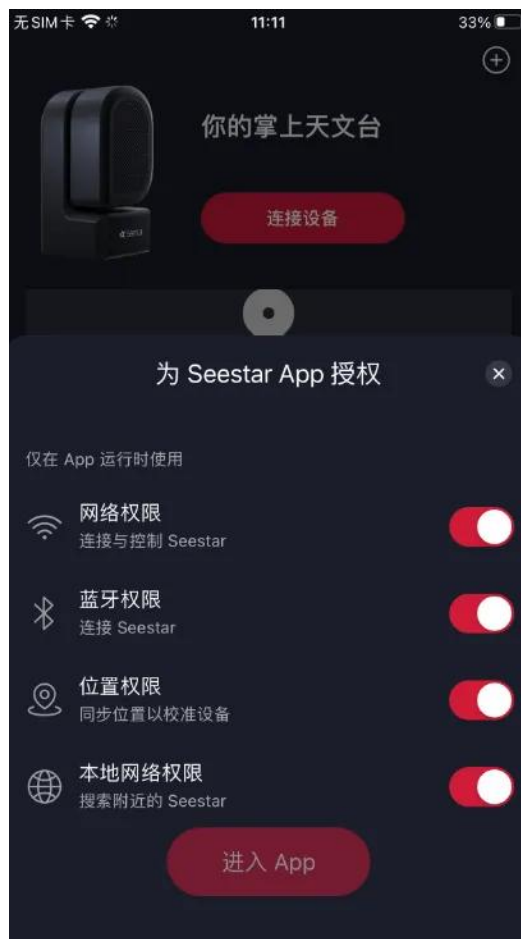 无SIM卡
11:11
33%
你的掌上天文台
连接设备
为 Seestar App 授权
仅在 App 运行时使用
网络权限
连接与控制 Seestar
蓝牙权限
连接 Seestar
位置权限
同步位置以校准设备
本地网络权限
搜索附近的 Seestar
进入 App